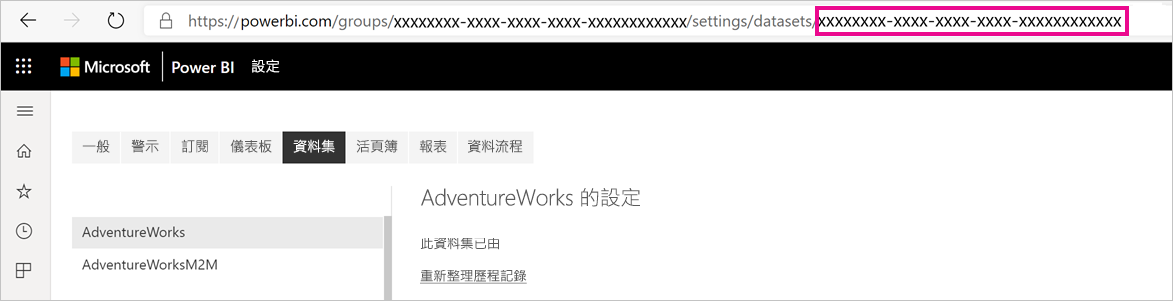 https://powerbi.com/groups/xxxxxxxx-xxxx-xxxx-xxxx-xxxxxxxxxxxx/settings/datasets/xxxxxxxx-xxxx-xxxx-xxxx-xxxxxxxxxxxx
Microsoft Power BI 設定
一般 警示 訂閱 儀表板 資料集 活頁簿 報表 資料流程
AdventureWorks 的設定
AdventureWorks
此資料集已由
AdventureWorksM2M
重新整理歷程記錄